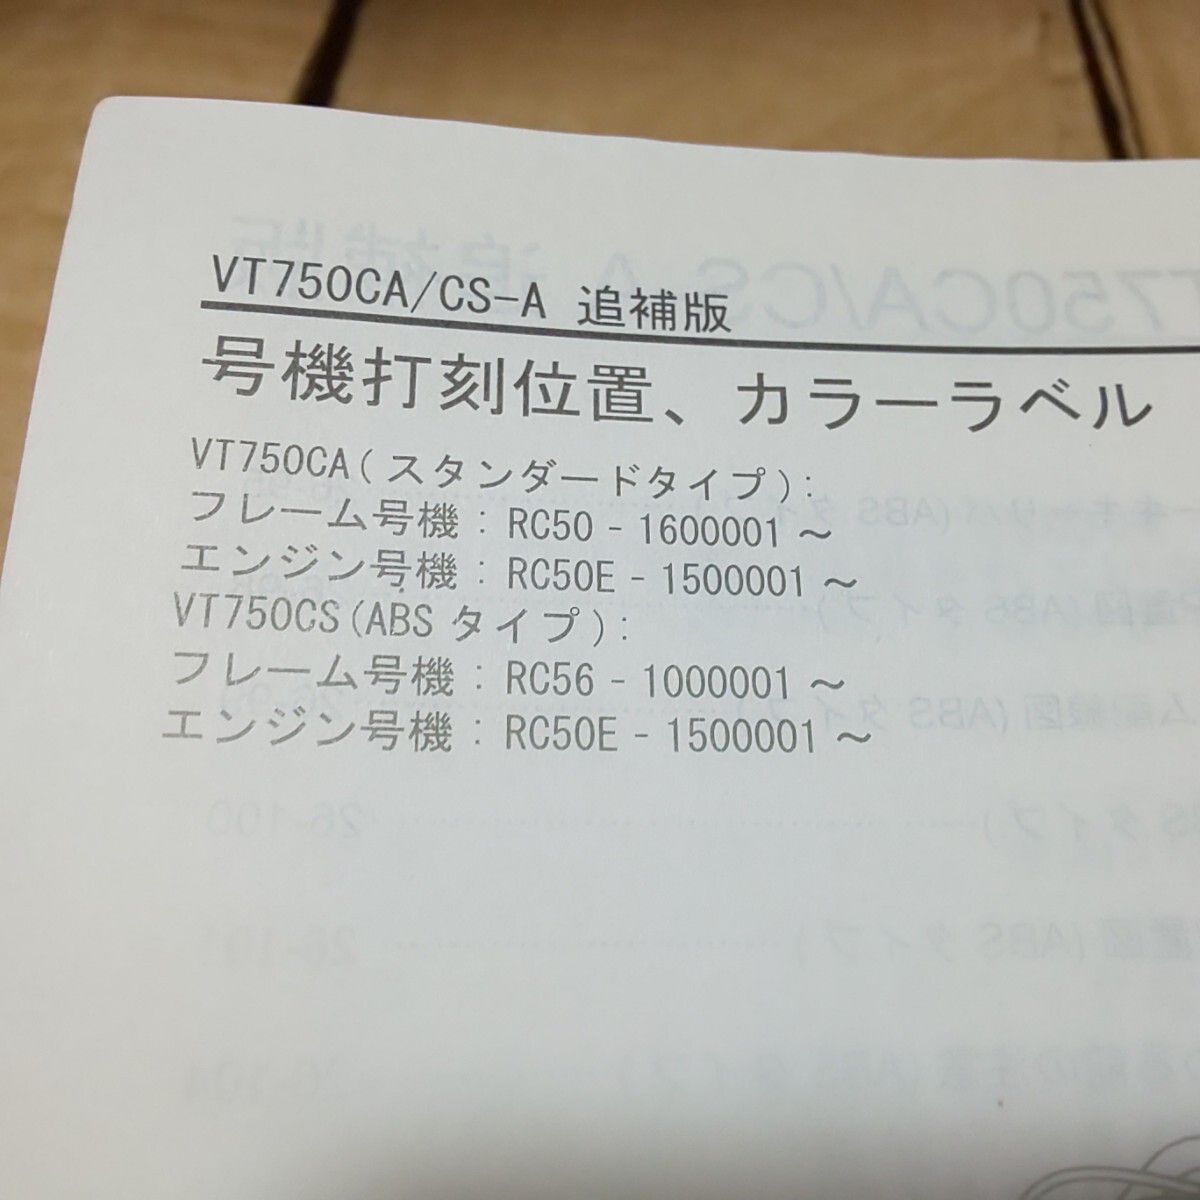 VT750CA/CS-A 追補版
号機打刻位置、カラーラベル
VT750CA(スタンダードタイプ):
フレーム号機:RC50-1600001～
エンジン号機:RC50E-1500001～
VT750CS(ABSタイプ):
フレーム号機:RC56-1000001～
エンジン号機:RC50E-1500001～